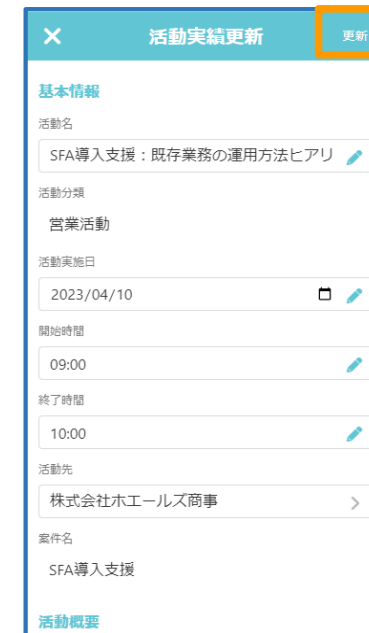 活動実績更新 更新
基本情報
活動名
SFA導入支援：既存業務の運用方法ヒアリ
活動分類
営業活動
活動実施日
2023/04/10
開始時間
09:00
終了時間
10:00
活動先
株式会社ホエールズ商事
案件名
SFA導入支援
活動概要